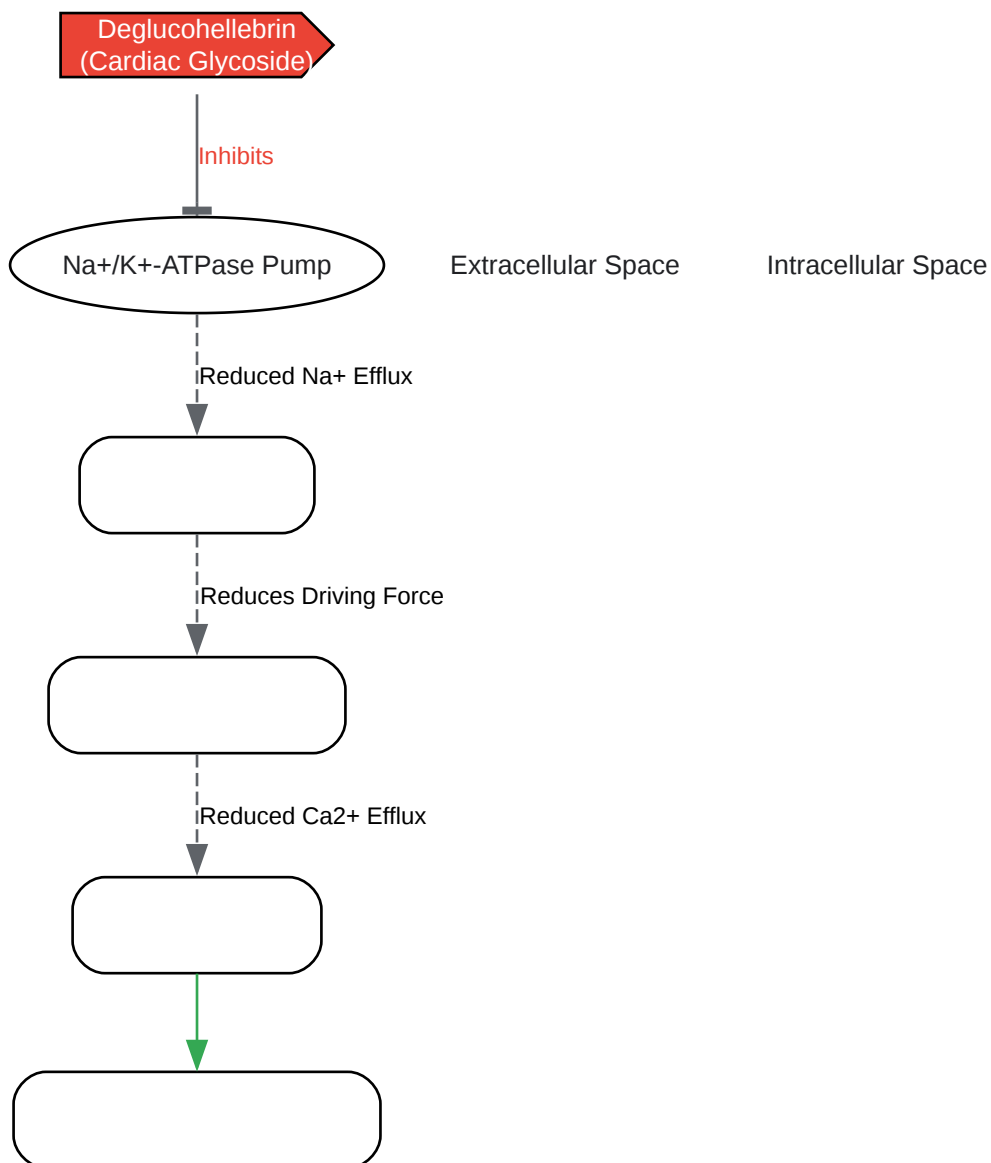 Deglucohellebrin
(Cardiac Glycoside)
Inhibits
Na+/K+-ATPase Pump
Extracellular Space
Intracellular Space
Reduced Na+ Efflux
Reduces Driving Force
Reduced Ca2+ Efflux